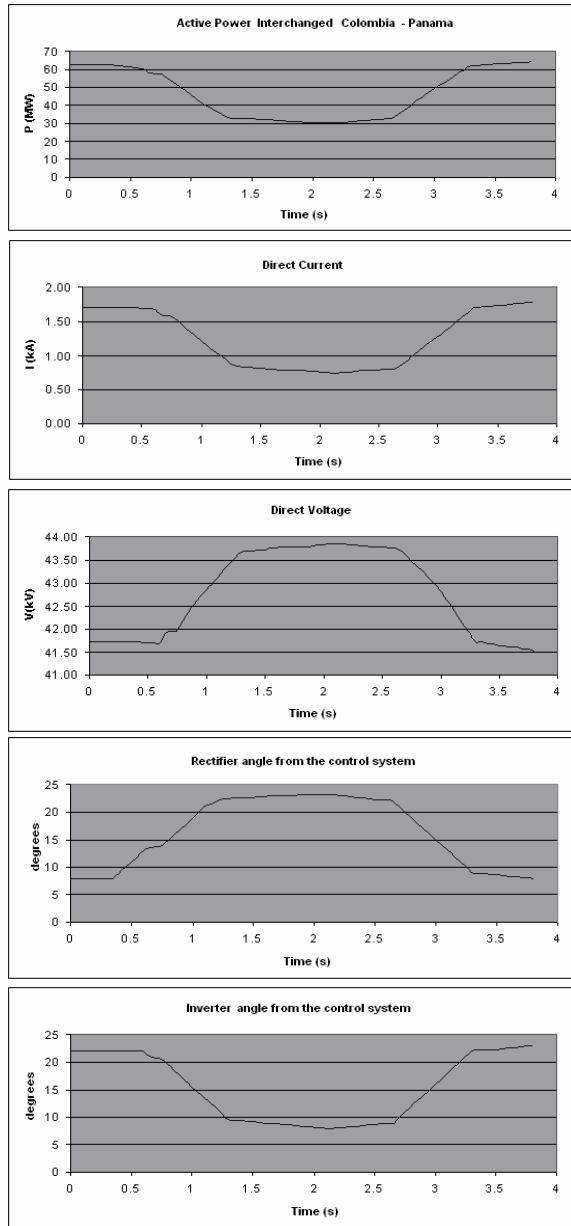 Active Power Interchanged Colombia - Panama
P (MW)
70
60
50
40
30
20
10
0
0 0.5 1 1.5 2 2.5 3 3.5 4
Time (s)
Direct Current
I (kA)
2.00
1.50
1.00
0.50
0.00
0 0.5 1 1.5 2 2.5 3 3.5 4
Time (s)
Direct Voltage
V(kV)
44.00
43.50
43.00
42.50
42.00
41.50
41.00
0 0.5 1 1.5 2 2.5 3 3.5 4
Time (s)
Rectifier angle from the control system
degrees
25
20
15
10
5
0
0 0.5 1 1.5 2 2.5 3 3.5 4
Time (s)
Inverter angle from the control system
degrees
25
20
15
10
5
0
0 0.5 1 1.5 2 2.5 3 3.5 4
Time (s)